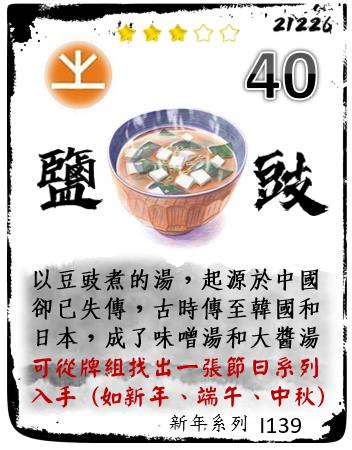 21226
40
鹽 豉
以豆豉煮的湯，起源於中國
卻已失傳，古時傳至韓國和
日本，成了味噌湯和大醬湯
可從牌組找出一張節日系列
入手（如新年、端午、中秋）
新年系列 I139